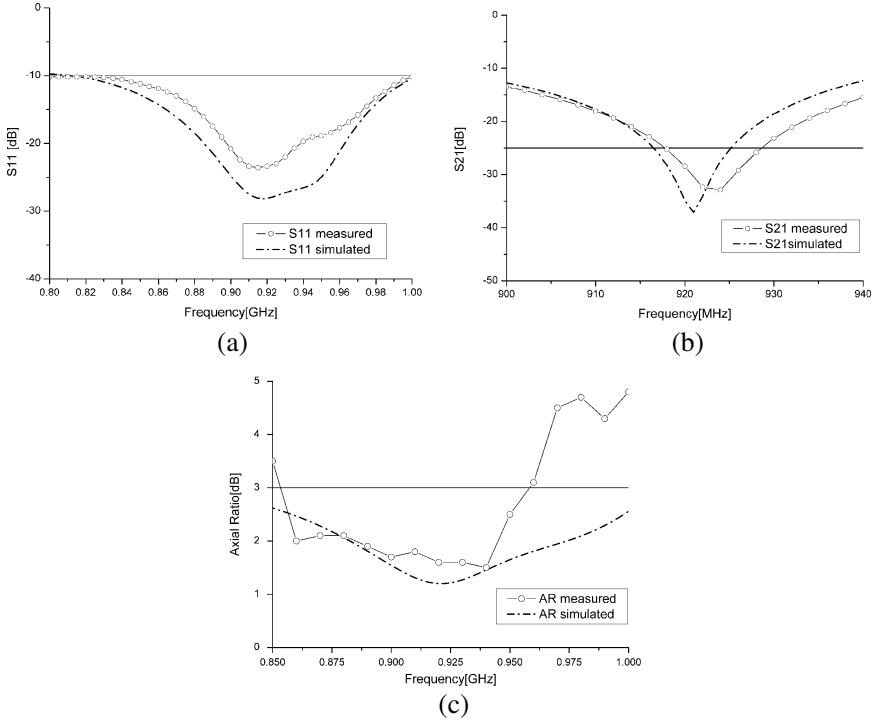 0
-10
-20
-30
-40
S11 [dB]
0.80 0.82 0.84 0.86 0.88 0.90 0.92 0.94 0.96 0.98 1.00
Frequency[GHz]
S11 measured
S11 simulated
(a)
0
-10
-20
-30
-40
-50
S21[dB]
900 910 920 930 940
Frequency[MHz]
S21 measured
S21simulated
(b)
5
4
3
2
1
0
Axial Ratio[dB]
0.850 0.875 0.900 0.925 0.950 0.975 1.000
Frequency[GHz]
AR measured
AR simulated
(c)